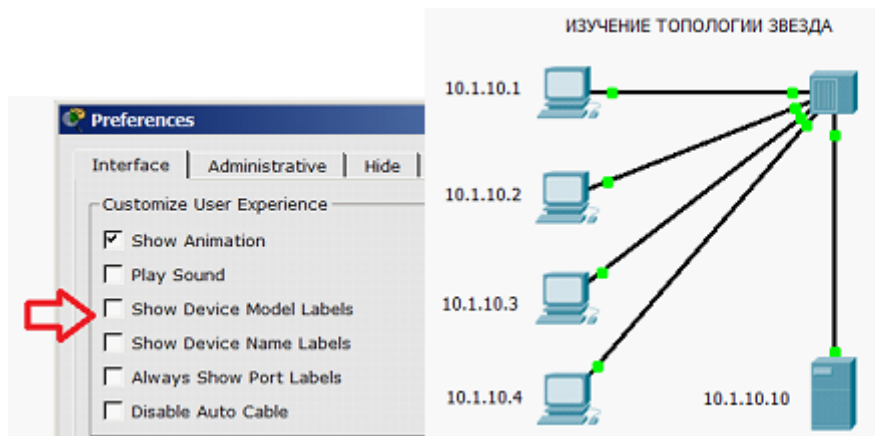 ИЗУЧЕНИЕ ТОПОЛОГИИ ЗВЕЗДА
Preferences
Interface Administrative Hide
Customize User Experience
Show Animation
Play Sound
Show Device Model Labels
Show Device Name Labels
Always Show Port Labels
Disable Auto Cable
10.1.10.1
10.1.10.2
10.1.10.3
10.1.10.4
10.1.10.10